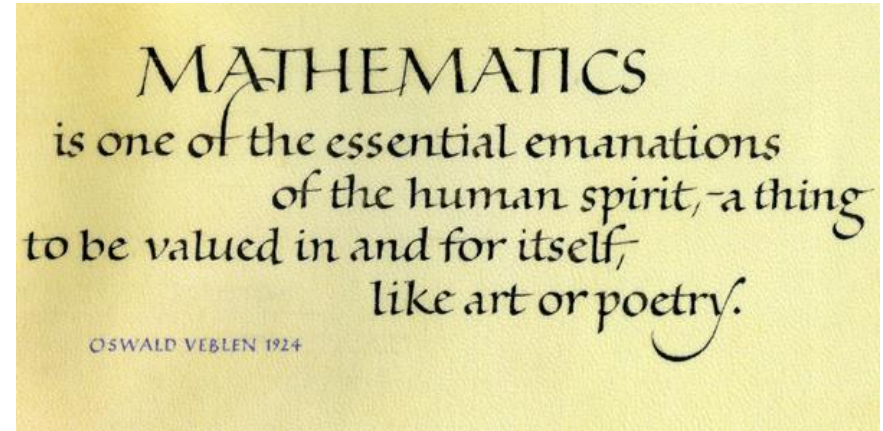 MATHEMATICS
is one of the essential emanations
of the human spirit,-a thing
to be valued in and for itself,
like art or poetry.
OSWALD VEBLEN 1924